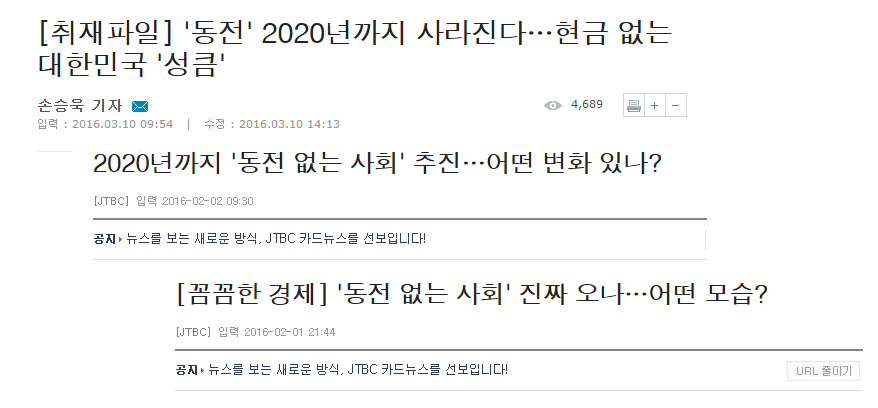 [취재파일] '동전' 2020년까지 사라진다…현금 없는
대한민국 '성큼'
손승욱 기자
4,689
입력 : 2016.03.10 09:54 | 수정 : 2016.03.10 14:13
2020년까지 '동전 없는 사회' 추진…어떤 변화 있나?
[JTBC] 입력 2016-02-02 09:30
공지 뉴스를 보는 새로운 방식, JTBC 카드뉴스를 선보입니다!
[꼼꼼한 경제] '동전 없는 사회' 진짜 오나…어떤 모습?
[JTBC] 입력 2016-02-01 21:44
공지 뉴스를 보는 새로운 방식, JTBC 카드뉴스를 선보입니다!
URL 줄이기